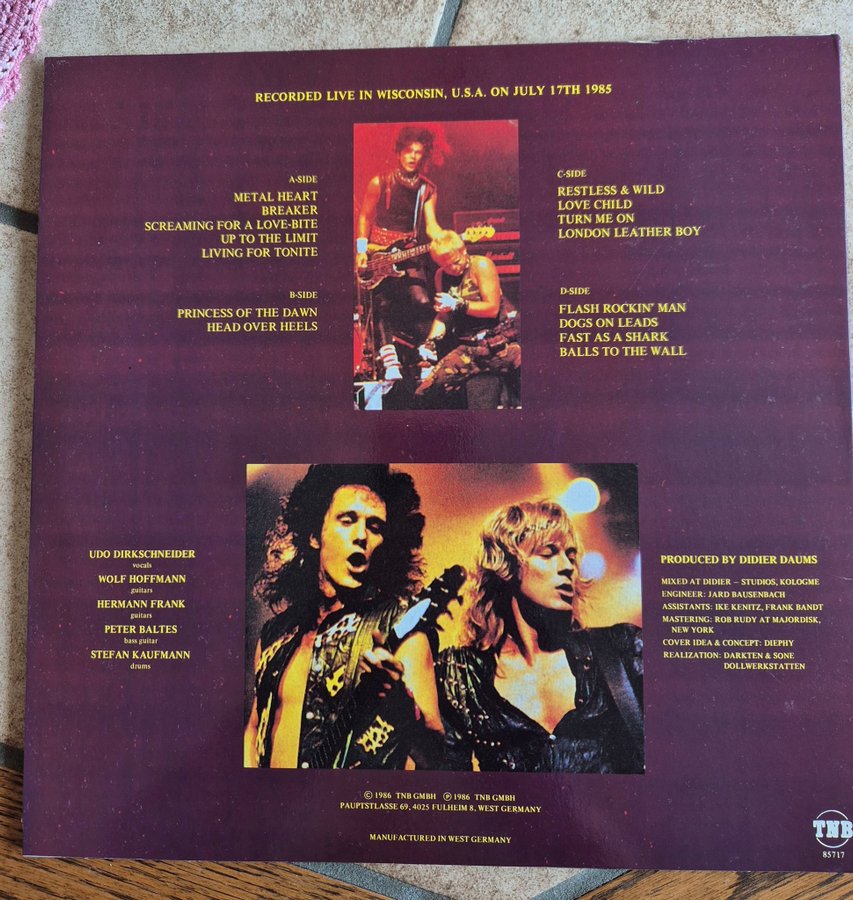 RECORDED LIVE IN WISCONSIN, U.S.A. ON JULY 17TH 1985
A-SIDE
METAL HEART
BREAKER
SCREAMING FOR A LOVE-BITE
UP TO THE LIMIT
LIVING FOR TONITE
B-SIDE
PRINCESS OF THE DAWN
HEAD OVER HEELS
C-SIDE
RESTLESS & WILD
LOVE CHILD
TURN ME ON
LONDON LEATHER BOY
D-SIDE
FLASH ROCKIN' MAN
DOGS ON LEADS
FAST AS A SHARK
BALLS TO THE WALL
UDO DIRKSCHNEIDER
vocals
WOLF HOFFMANN
guitars
HERMANN FRANK
guitars
PETER BALTES
bass guitar
STEFAN KAUFMANN
drums
PRODUCED BY DIDIER DAUMS
MIXED AT DIDIER – STUDIOS, KOLOGME
ENGINEER: JARD BAUSENBACH
ASSISTANTS: IKE KENITZ, FRANK BANDT
MASTERING: ROB RUDY AT MAJORDISK,
NEW YORK
COVER IDEA & CONCEPT: DIEPHY
REALIZATION: DARKTEN & SONE
DOLLWERKSTATTEN
© 1986 TNB GMBH ℗ 1986 TNB GMBH
PAUPTSTLASSE 69, 4025 FULHEIM 8, WEST GERMANY
MANUFACTURED IN WEST GERMANY
TNB
85717